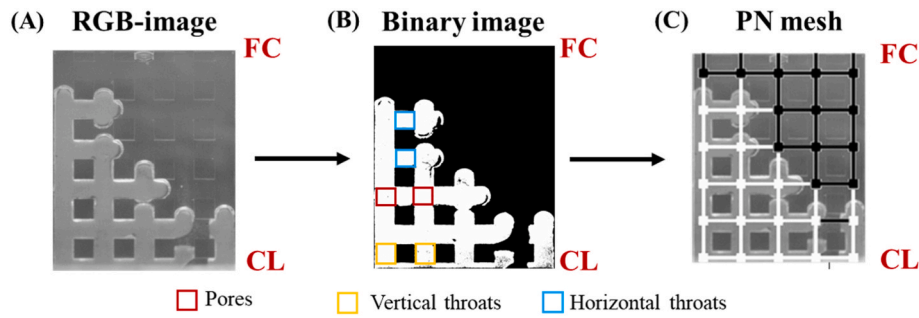 (A) RGB-image (B) Binary image (C) PN mesh
FC FC FC
CL CL CL
Pores Vertical throats Horizontal throats